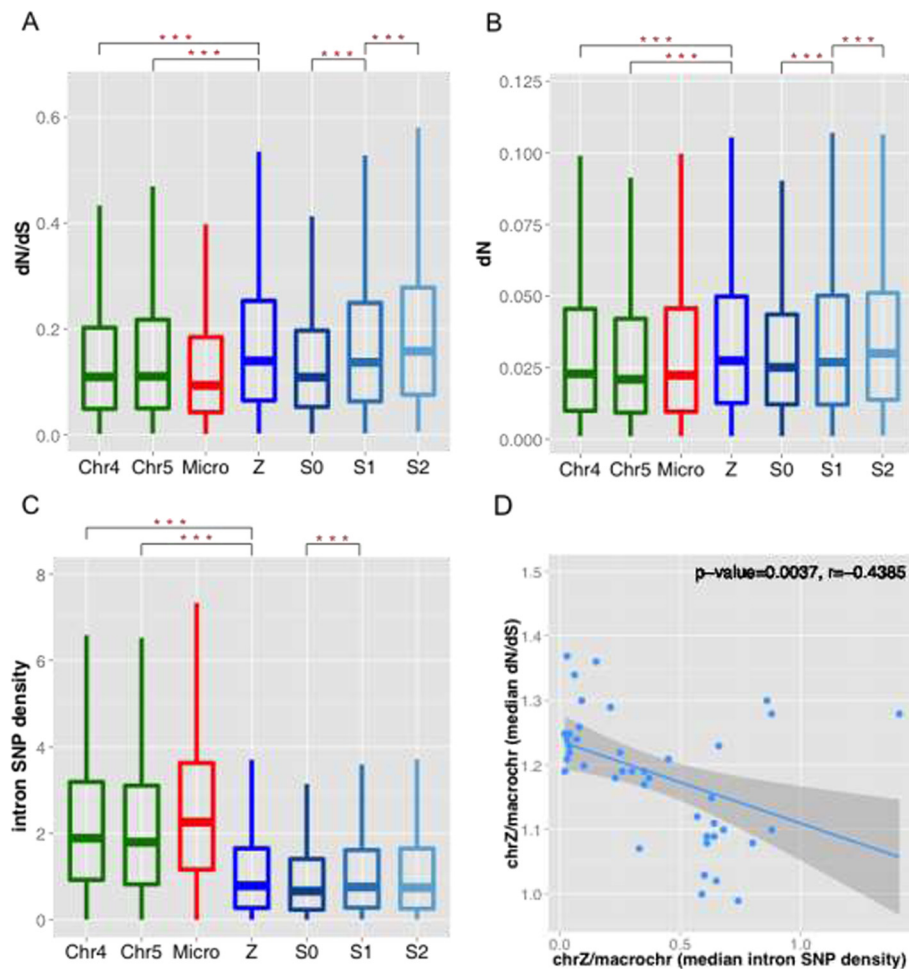 A
* * *
* * *
* * *
* * *
dN/dS
0.6
0.4
0.2
0.0
Chr4 Chr5 Micro Z S0 S1 S2
B
* * *
* * *
* * *
* * *
dN
0.125
0.100
0.075
0.050
0.025
0.000
Chr4 Chr5 Micro Z S0 S1 S2
C
* * *
* * *
* * *
intron SNP density
8
6
4
2
0
Chr4 Chr5 Micro Z S0 S1 S2
D
p-value=0.0037, r=-0.4385
chrZ/macrochr (median dN/dS)
1.5
1.4
1.3
1.2
1.1
1.0
0.0 0.5 1.0
chrZ/macrochr (median intron SNP density)